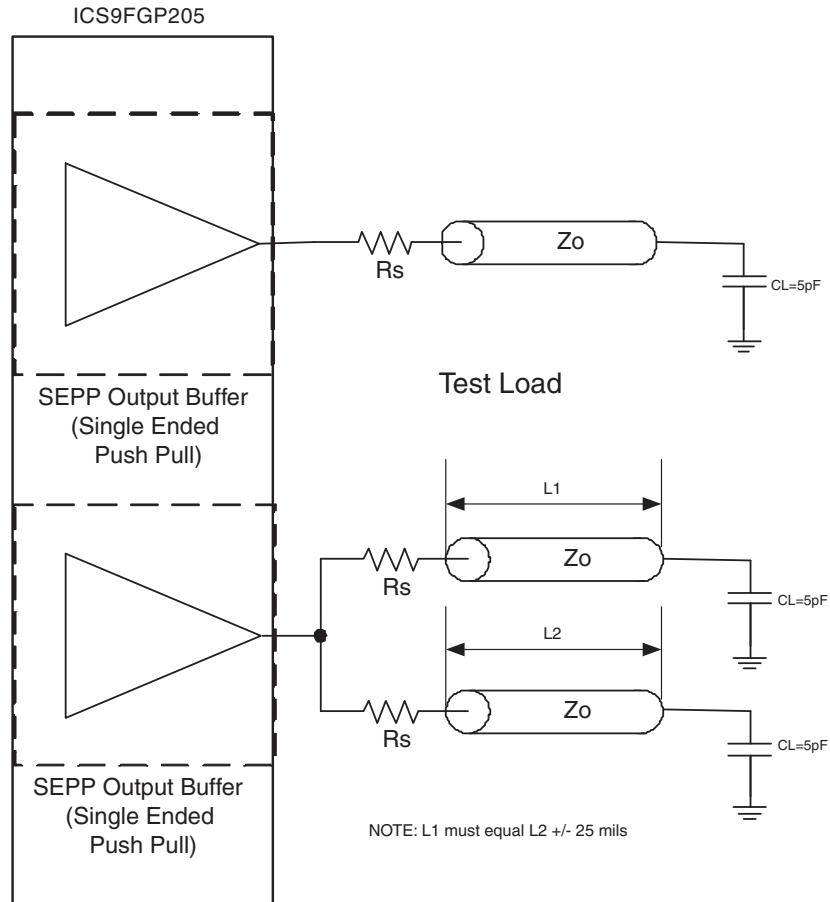 ICS9FGP205
Zo
Rs
CL=5pF
SEPP Output Buffer
(Single Ended
Push Pull)
Test Load
L1
Zo
Rs
CL=5pF
L2
Zo
Rs
CL=5pF
SEPP Output Buffer
(Single Ended
Push Pull)
NOTE: L1 must equal L2 +/- 25 mils